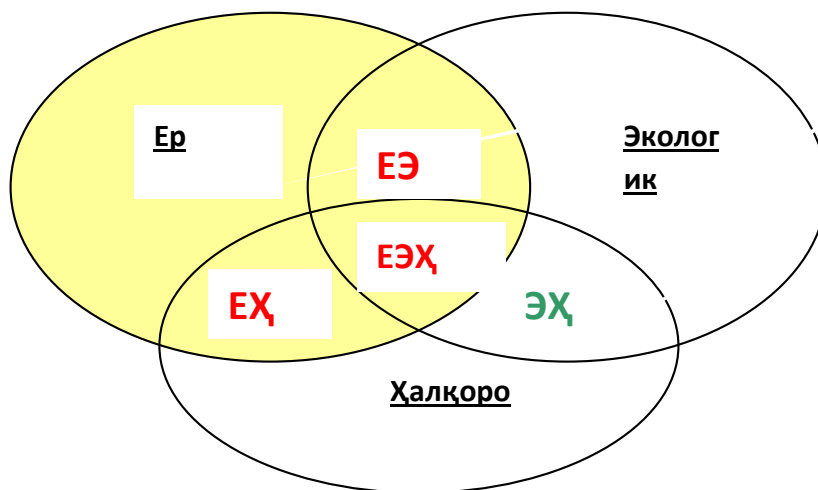 Ер
Эколог
ик
ЕЭ
ЕЭҲ
ЕҲ
ЭҲ
Ҳалқоро